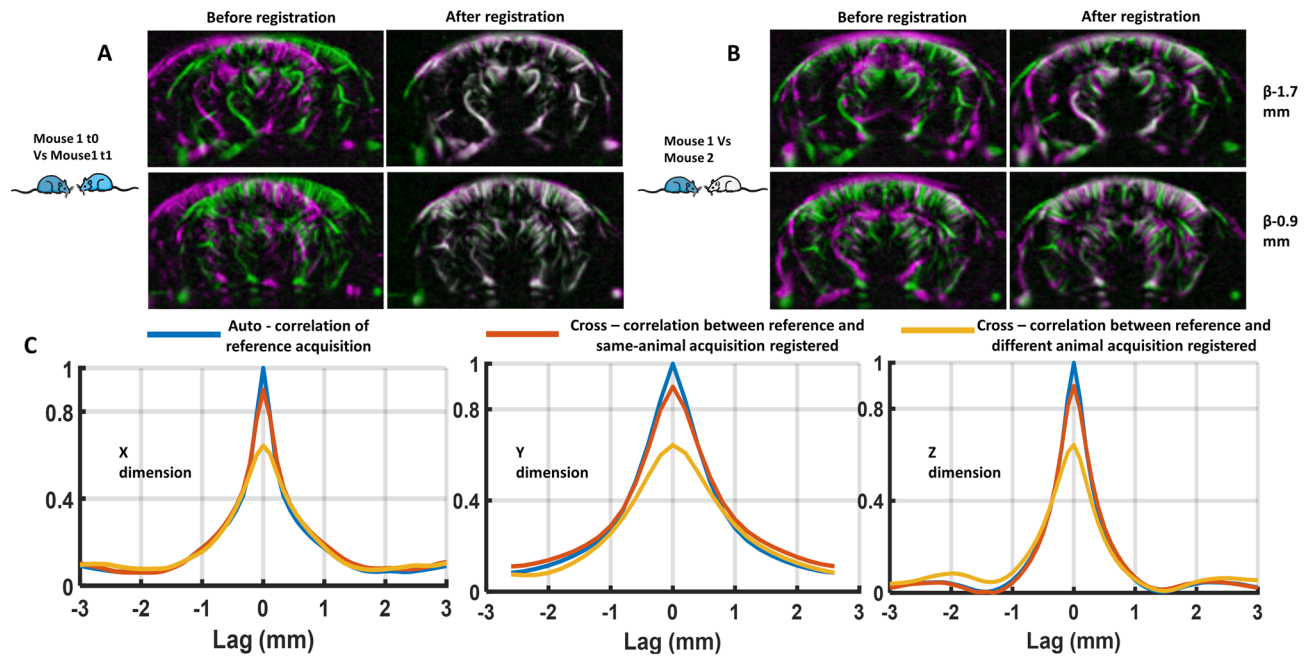 Before registration
After registration
Before registration
After registration
A
B
Mouse 1 t0
Vs Mouse1 t1
Mouse 1 Vs
Mouse 2
β-1.7
mm
β-0.9
mm
C
Auto - correlation of
reference acquisition
Cross – correlation between reference and
same-animal acquisition registered
Cross – correlation between reference and
different animal acquisition registered
1
0.8
0.4
0
X
dimension
-3 -2 -1 0 1 2 3
Lag (mm)
1
0.8
0.4
0
Y
dimension
-3 -2 -1 0 1 2 3
Lag (mm)
1
0.8
0.4
0
Z
dimension
-3 -2 -1 0 1 2 3
Lag (mm)